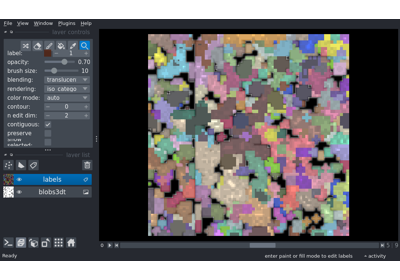 File View Window Plugins Help
layer controls
label: 1
opacity: 0.70
brush size: 10
blending: translucen
rendering: iso_catego
color mode: auto
contour: 0
n edit dim: 2
contiguous:
preserve
show
selected:
layer list
labels
blobs3dt
Ready
enter paint or fill mode to edit labels
activity